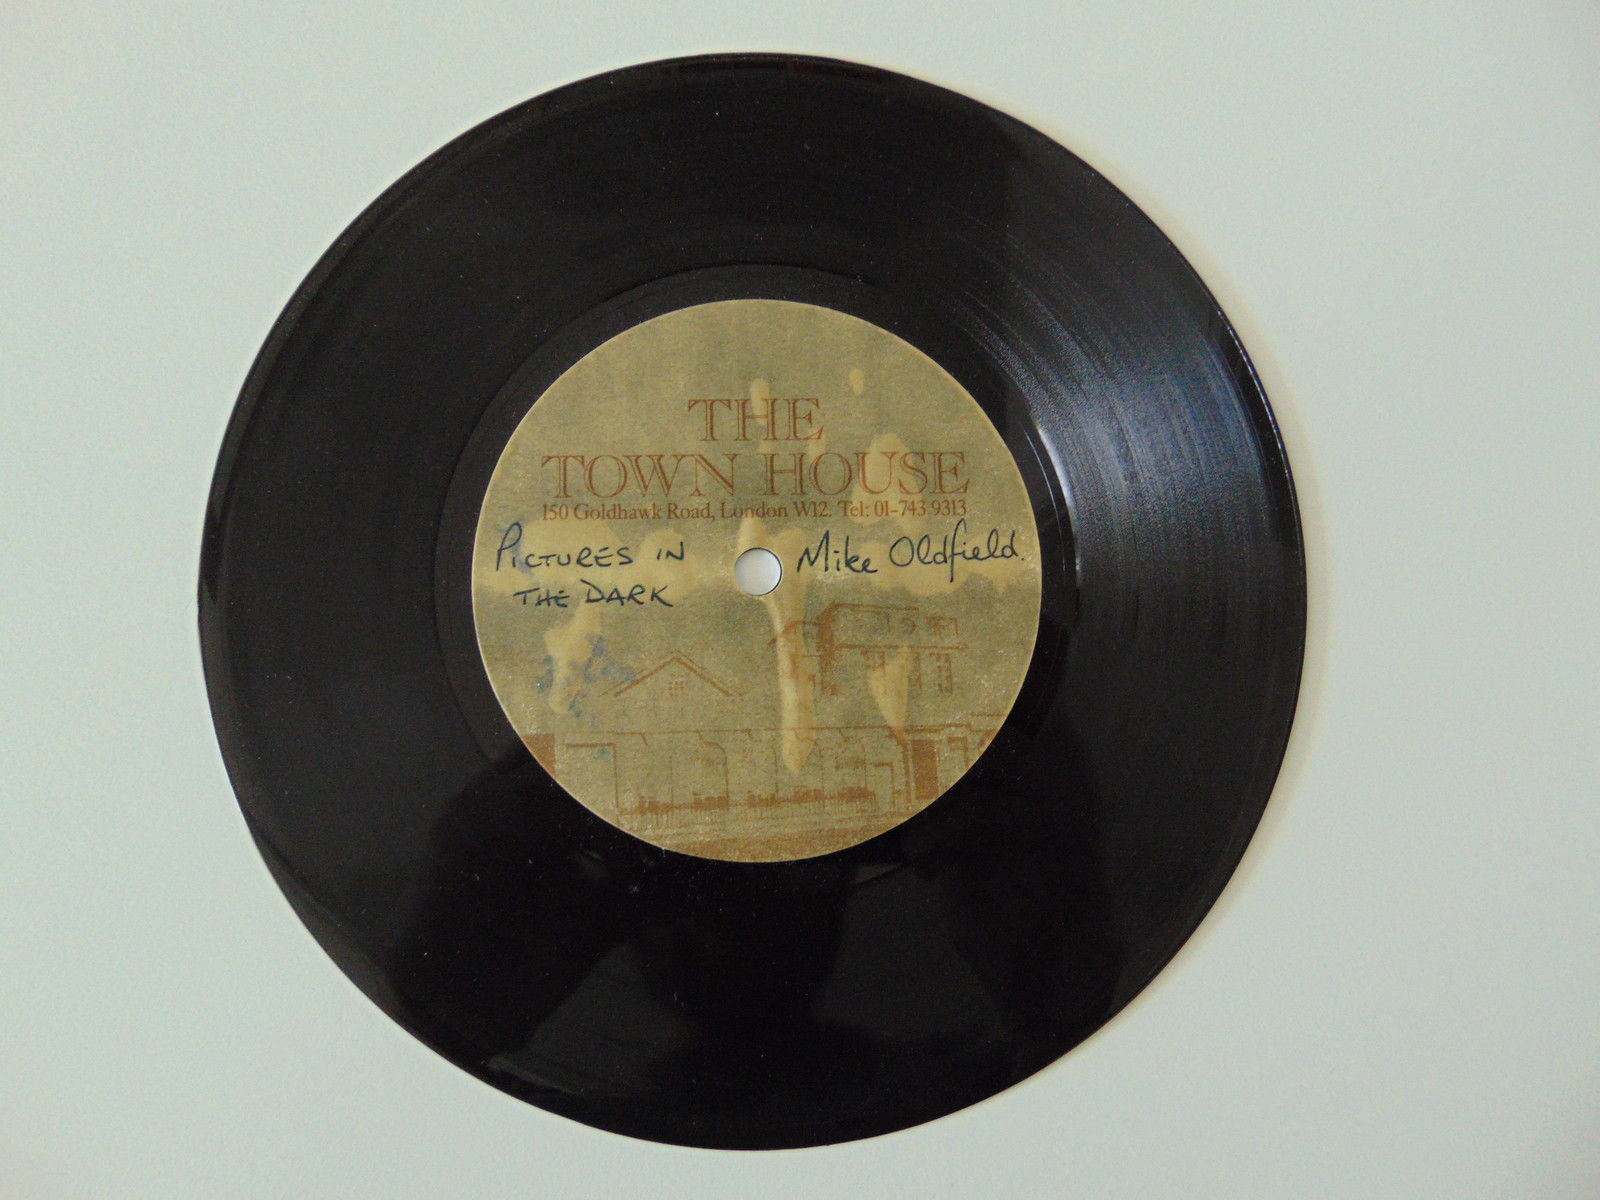 THE
TOWN HOUSE
150 Goldhawk Road, London W12. Tel: 01-743 9313
PICTURES IN
THE DARK
Mike Oldfield.